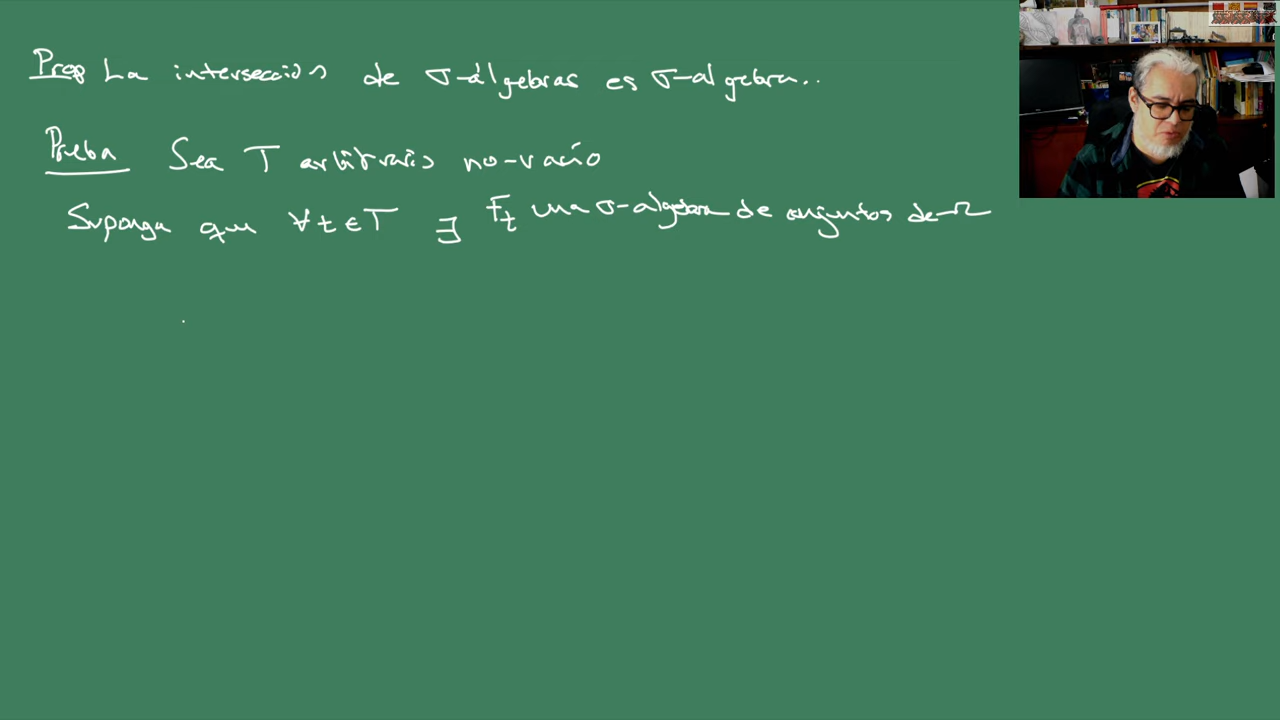 Prop La intersección de σ-álgebras es σ-algebra..
Prueba Sea T arbitrario no-vacío
Suponga que ∀ t ∈ T ∃ F_t una σ-algebra de conjuntos de Ω